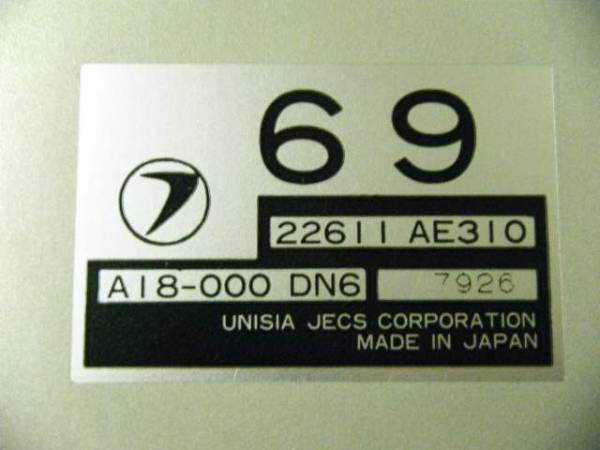 69
22611 AE310
A18-000 DN6 7926
UNISIA JECS CORPORATION
MADE IN JAPAN